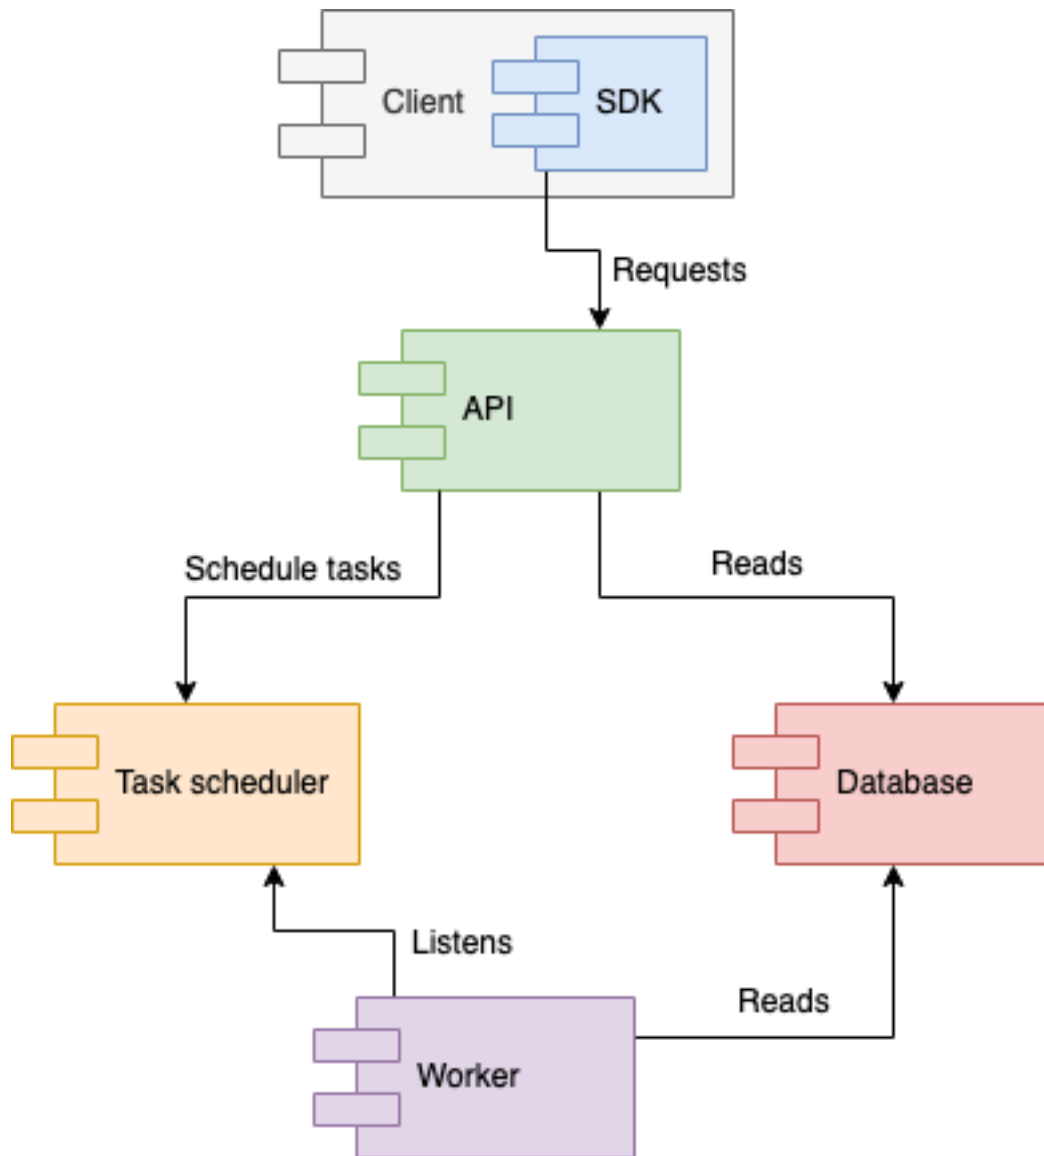 Client
SDK
Requests
API
Schedule tasks
Reads
Task scheduler
Database
Listens
Reads
Worker